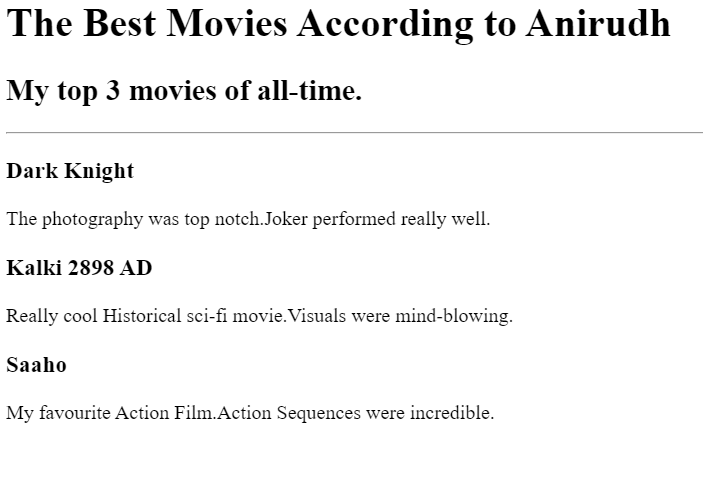 The Best Movies According to Anirudh
My top 3 movies of all-time.
Dark Knight
The photography was top notch.Joker performed really well.
Kalki 2898 AD
Really cool Historical sci-fi movie.Visuals were mind-blowing.
Saaho
My favourite Action Film.Action Sequences were incredible.